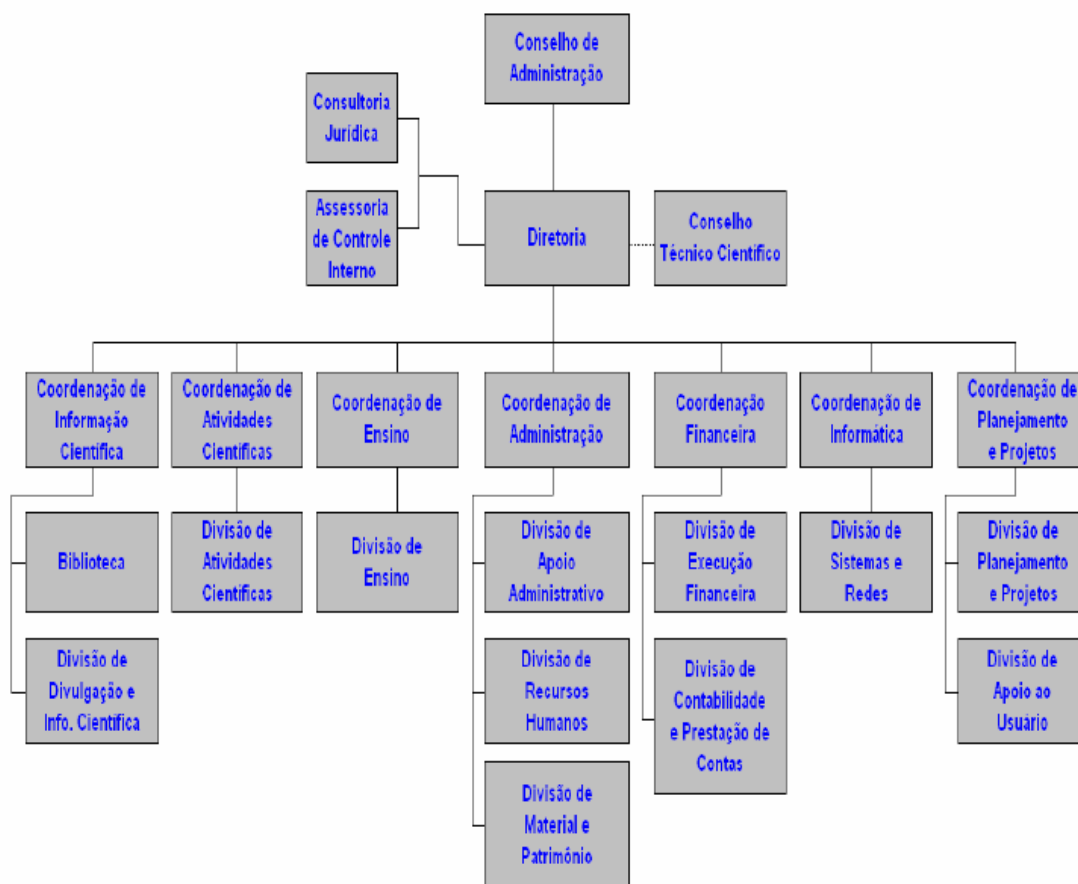 Conselho de
Administração
Consultoria
Jurídica
Assessoria
de Controle
Interno
Diretoria
Conselho
Técnico Científico
Coordenação de
Informação
Científica
Coordenação de
Atividades
Científicas
Coordenação de
Ensino
Coordenação de
Administração
Coordenação
Financeira
Coordenação de
Informática
Coordenação de
Planejamento
e Projetos
Biblioteca
Divisão de
Atividades
Científicas
Divisão de
Ensino
Divisão de
Apoio
Administrativo
Divisão de
Execução
Financeira
Divisão de
Sistemas e
Redes
Divisão de
Planejamento
e Projetos
Divisão de
Divulgação e
Info. Científica
Divisão de
Recursos
Humanos
Divisão de
Contabilidade
e Prestação de
Contas
Divisão de
Apoio ao
Usuário
Divisão de
Material e
Patrimônio